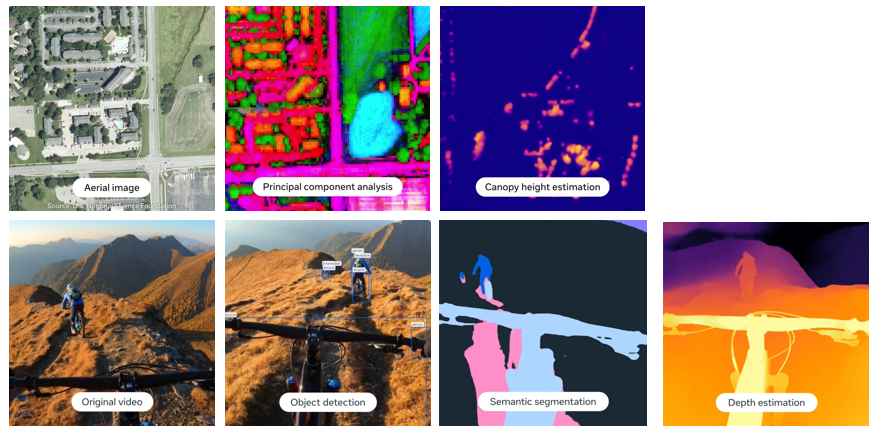 Aerial image
Source: U.S. National Science Foundation
Principal component analysis
Canopy height estimation
Original video
Object detection
Semantic segmentation
Depth estimation